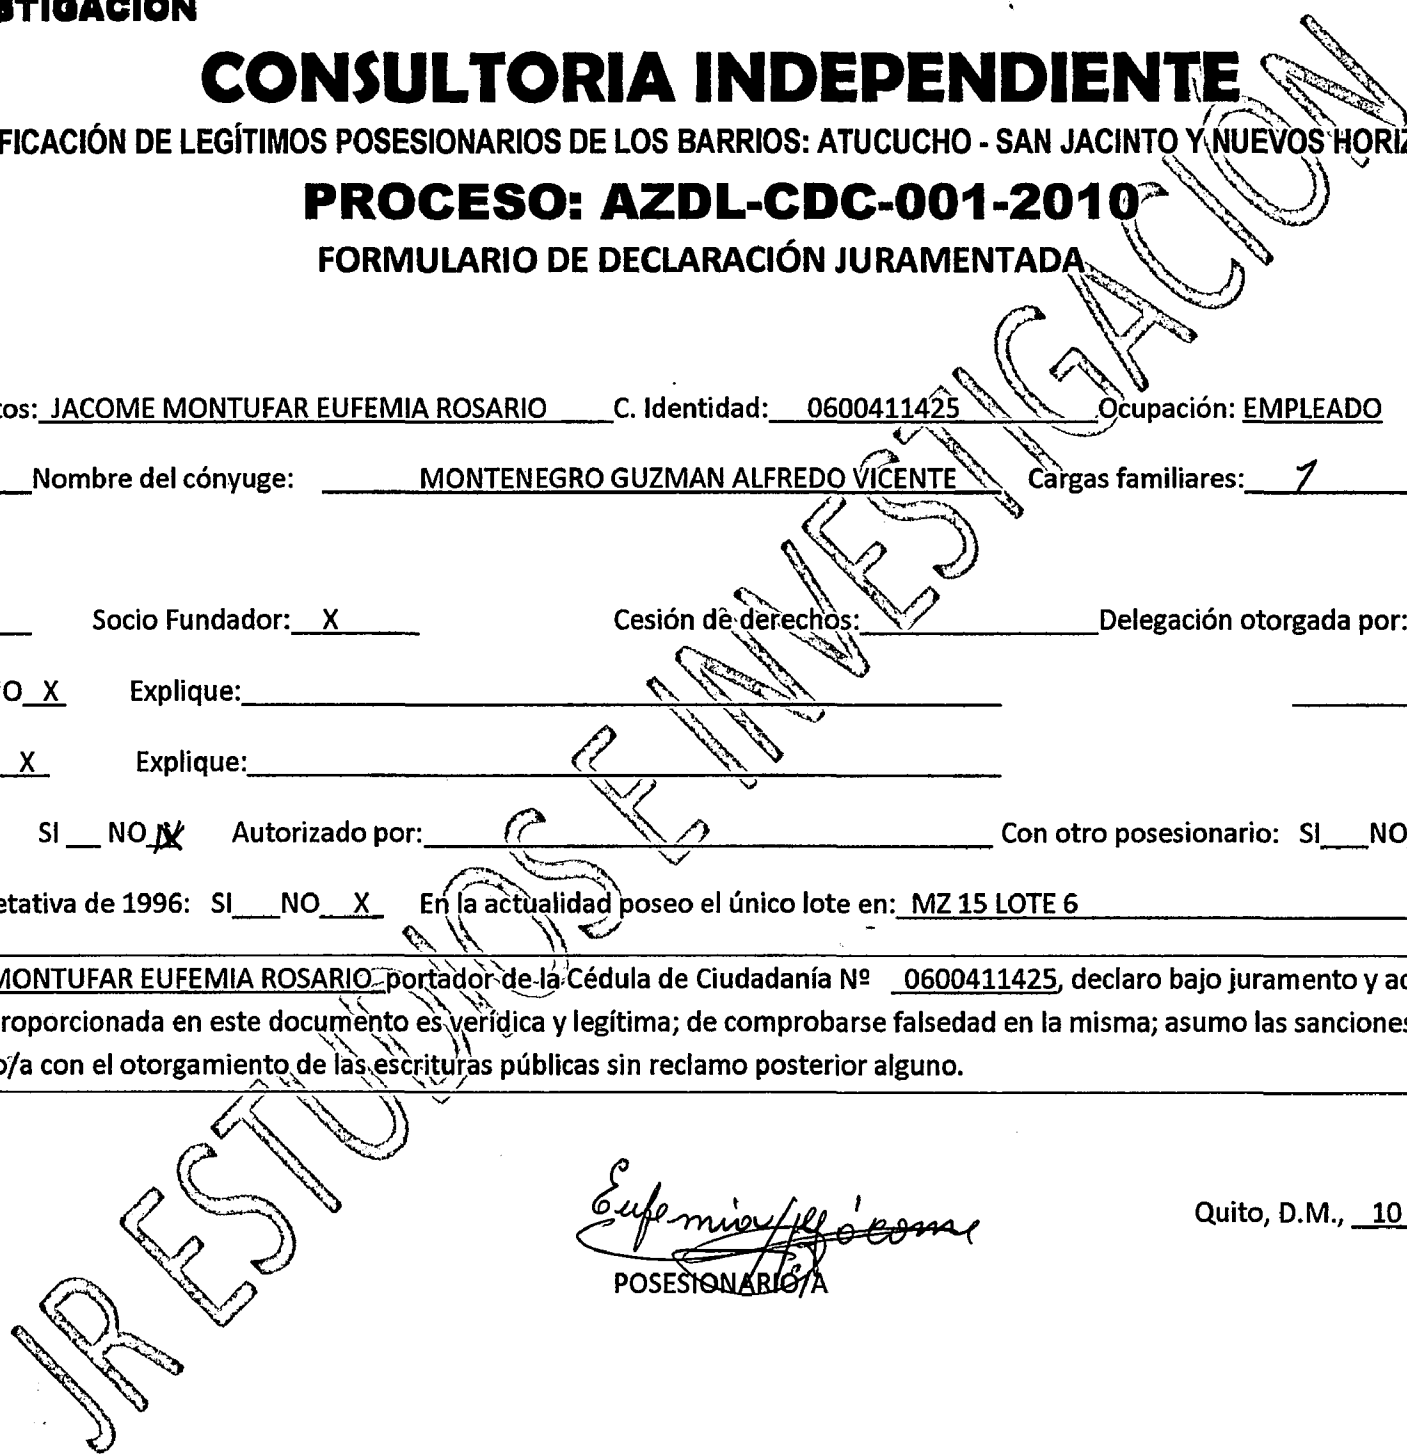 STIGACIÓN
CONSULTORIA INDEPENDIENTE
FICACIÓN DE LEGÍTIMOS POSESIONARIOS DE LOS BARRIOS: ATUCUCHO - SAN JACINTO Y NUEVOS HORIZ
PROCESO: AZDL-CDC-001-2010
FORMULARIO DE DECLARACIÓN JURAMENTADA
tos: JACOME MONTUFAR EUFEMIA ROSARIO C. Identidad: 0600411425 Ocupación: EMPLEADO
Nombre del cónyuge: MONTENEGRO GUZMAN ALFREDO VICENTE Cargas familiares: 1
Socio Fundador: X Cesión de derechos: Delegación otorgada por:
O X Explique:
X Explique:
SI NO X Autorizado por: Con otro posesionario: SI NO
etativa de 1996: SI NO X En la actualidad poseo el único lote en: MZ 15 LOTE 6
MONTUFAR EUFEMIA ROSARIO portador de la Cédula de Ciudadanía Nº 0600411425, declaro bajo juramento y ac
roporcionada en este documento es verídica y legítima; de comprobarse falsedad en la misma; asumo las sanciones
o/a con el otorgamiento de las escrituras públicas sin reclamo posterior alguno.
Eufemia Jácome
Quito, D.M., 10
POSESIONARIO/A
JR ESTUDIOS E INVESTIGACION